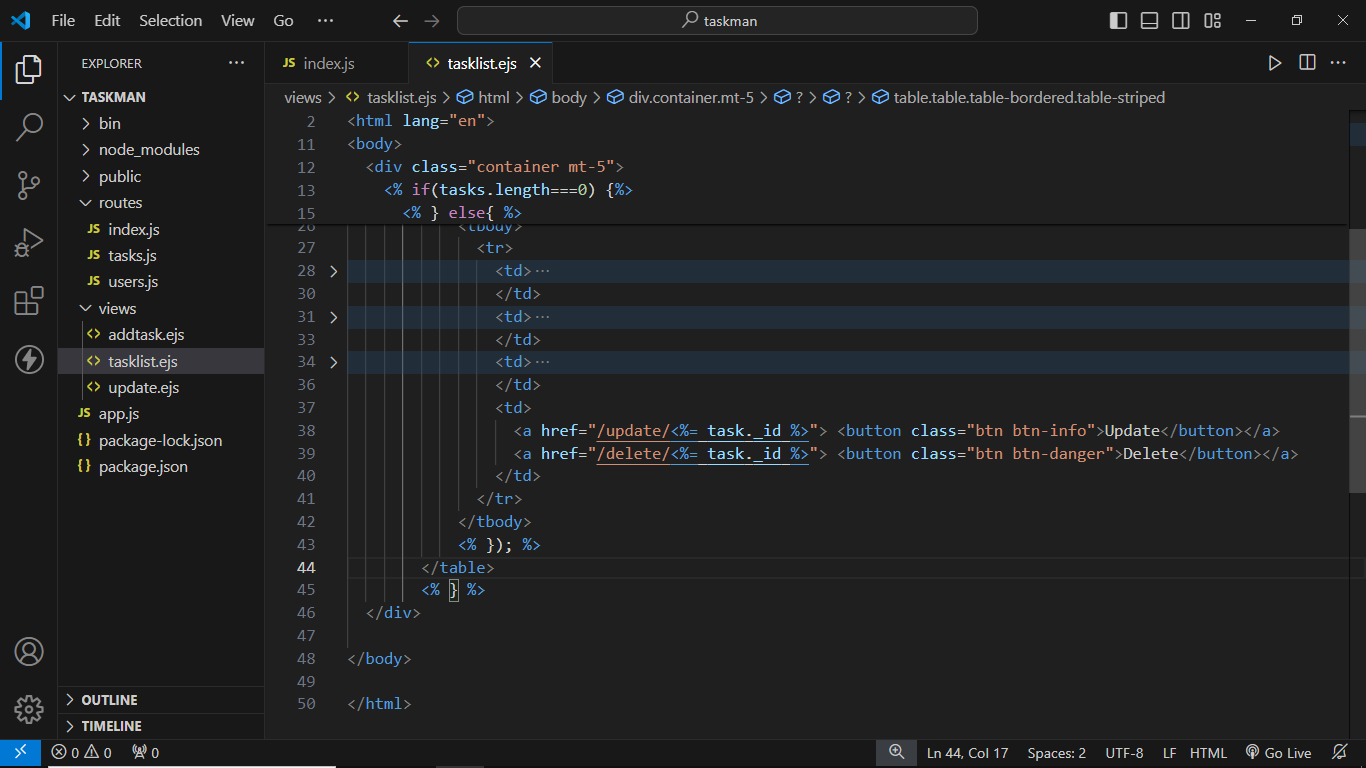 File Edit Selection View Go ··· taskman
EXPLORER ···
TASKMAN
bin
node_modules
public
routes
JS index.js
JS tasks.js
JS users.js
views
<> addtask.ejs
<> tasklist.ejs
<> update.ejs
JS app.js
{} package-lock.json
{} package.json
OUTLINE
TIMELINE
JS index.js <> tasklist.ejs
views > <> tasklist.ejs > html > body > div.container.mt-5 > ? > ? > table.table.table-bordered.table-striped
2 <html lang="en">
11 <body>
12 <div class="container mt-5">
13 <% if(tasks.length===0) {%>
15 <% } else{ %>
26 <tbody>
27 <tr>
28 <td>···
30 </td>
31 <td>···
33 </td>
34 <td>···
36 </td>
37 <td>
38 <a href="/update/<%= task._id %>"> <button class="btn btn-info">Update</button></a>
39 <a href="/delete/<%= task._id %>"> <button class="btn btn-danger">Delete</button></a>
40 </td>
41 </tr>
42 </tbody>
43 <% }); %>
44 </table>
45 <% } %>
46 </div>
47
48 </body>
49
50 </html>
0 0 0 Ln 44, Col 17 Spaces: 2 UTF-8 LF HTML Go Live